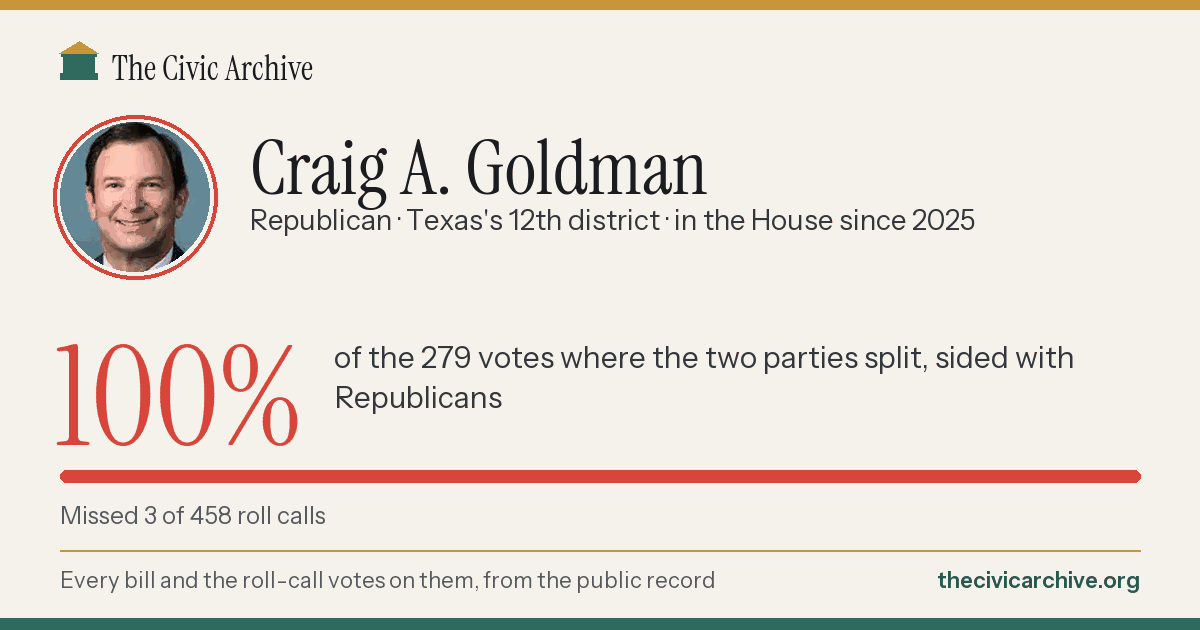 The Civic Archive
Craig A. Goldman
Republican · Texas's 12th district · in the House since 2025
100%
of the 279 votes where the two parties split, sided with
Republicans
Missed 3 of 458 roll calls
Every bill and the roll-call votes on them, from the public record
thecivicarchive.org